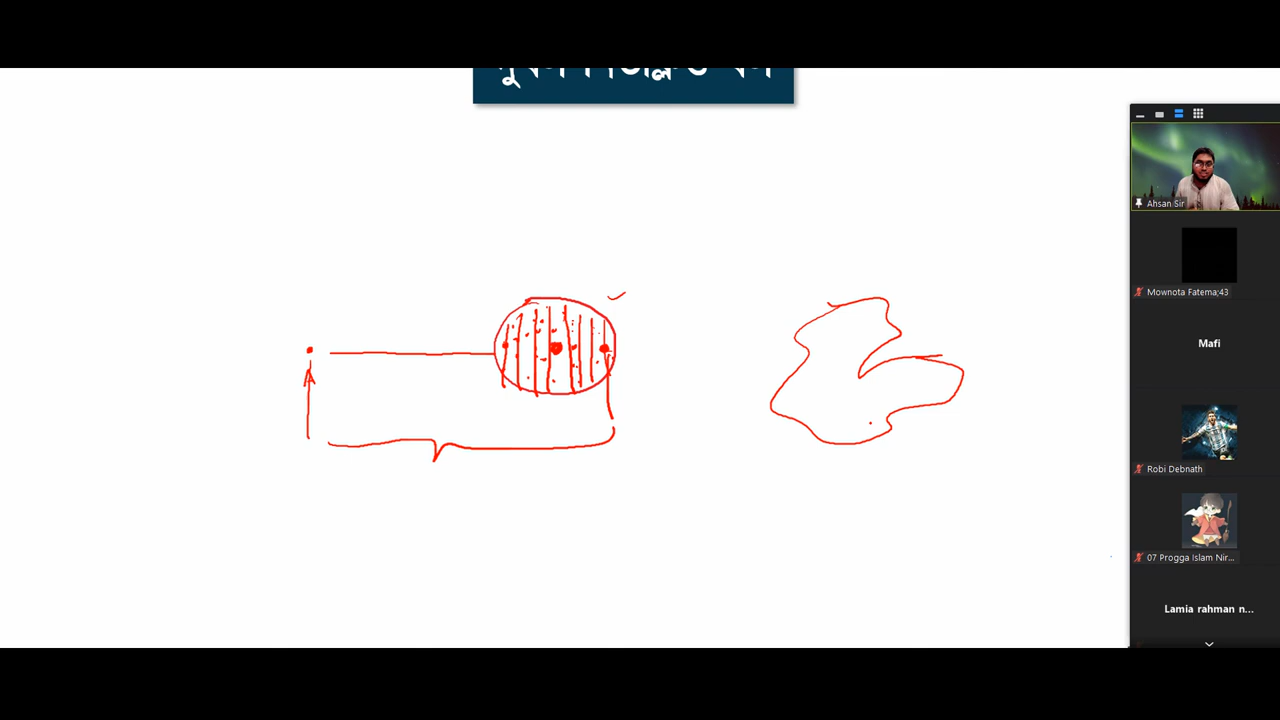 Ahsan Sir
Mownota Fatema;43
Mafi
Robi Debnath
07 Progga Islam Nir...
Lamia rahman n...